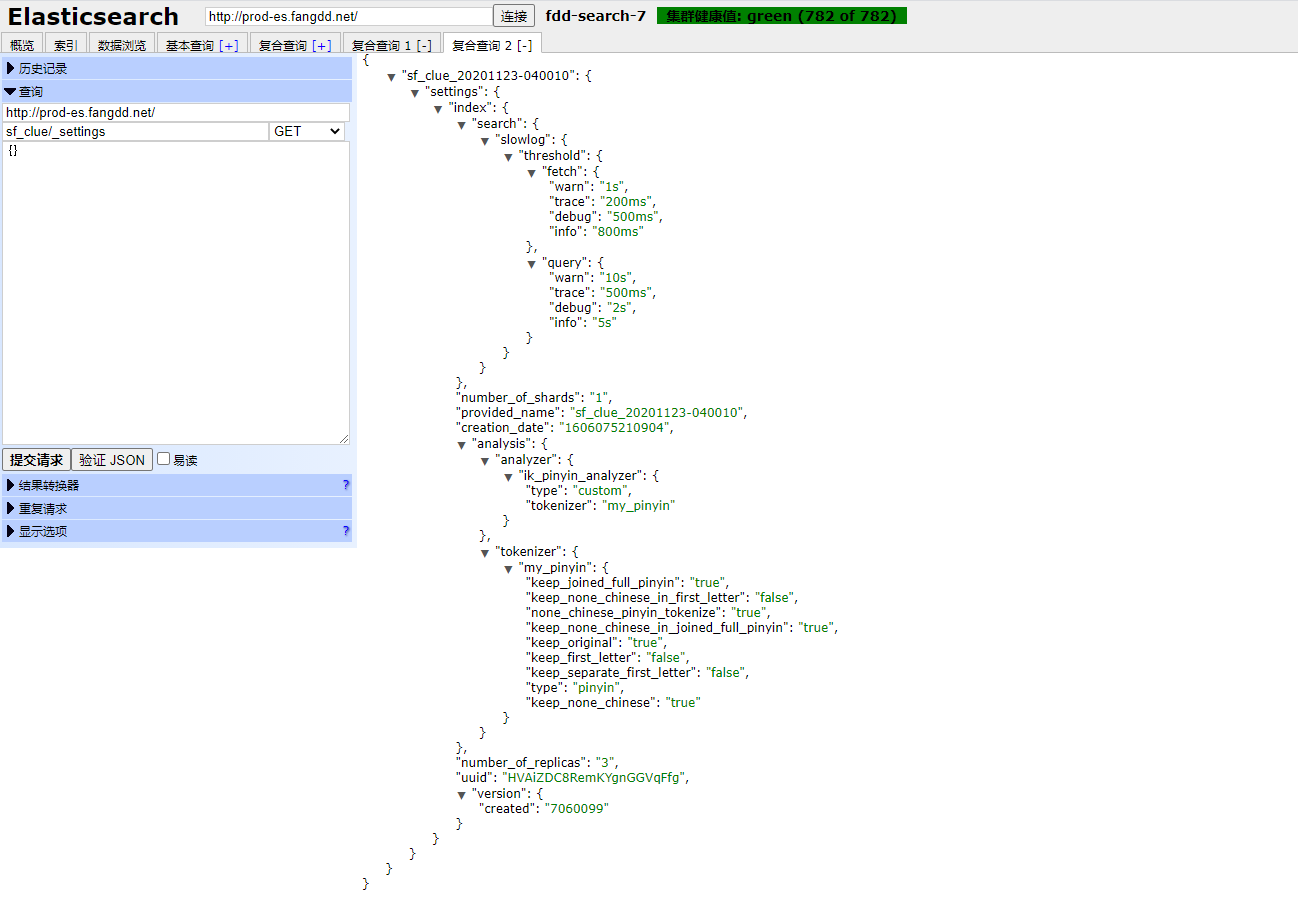 Elasticsearch http://prod-es.fangdd.net/ 连接 fdd-search-7 集群健康值: green (782 of 782)
概览 索引 数据浏览 基本查询 [+] 复合查询 [+] 复合查询 1 [-] 复合查询 2 [-]
历史记录
查询
http://prod-es.fangdd.net/
sf_clue/_settings GET
{}
提交请求 验证 JSON 易读
结果转换器 ?
重复请求
显示选项 ?
{
▼ "sf_clue_20201123-040010": {
▼ "settings": {
▼ "index": {
▼ "search": {
▼ "slowlog": {
▼ "threshold": {
▼ "fetch": {
"warn": "1s",
"trace": "200ms",
"debug": "500ms",
"info": "800ms"
},
▼ "query": {
"warn": "10s",
"trace": "500ms",
"debug": "2s",
"info": "5s"
}
}
}
},
"number_of_shards": "1",
"provided_name": "sf_clue_20201123-040010",
"creation_date": "1606075210904",
▼ "analysis": {
▼ "analyzer": {
▼ "ik_pinyin_analyzer": {
"type": "custom",
"tokenizer": "my_pinyin"
}
},
▼ "tokenizer": {
▼ "my_pinyin": {
"keep_joined_full_pinyin": "true",
"keep_none_chinese_in_first_letter": "false",
"none_chinese_pinyin_tokenize": "true",
"keep_none_chinese_in_joined_full_pinyin": "true",
"keep_original": "true",
"keep_first_letter": "false",
"keep_separate_first_letter": "false",
"type": "pinyin",
"keep_none_chinese": "true"
}
}
},
"number_of_replicas": "3",
"uuid": "HVAiZDC8RemKYgnGGVqFfg",
▼ "version": {
"created": "7060099"
}
}
}
}
}